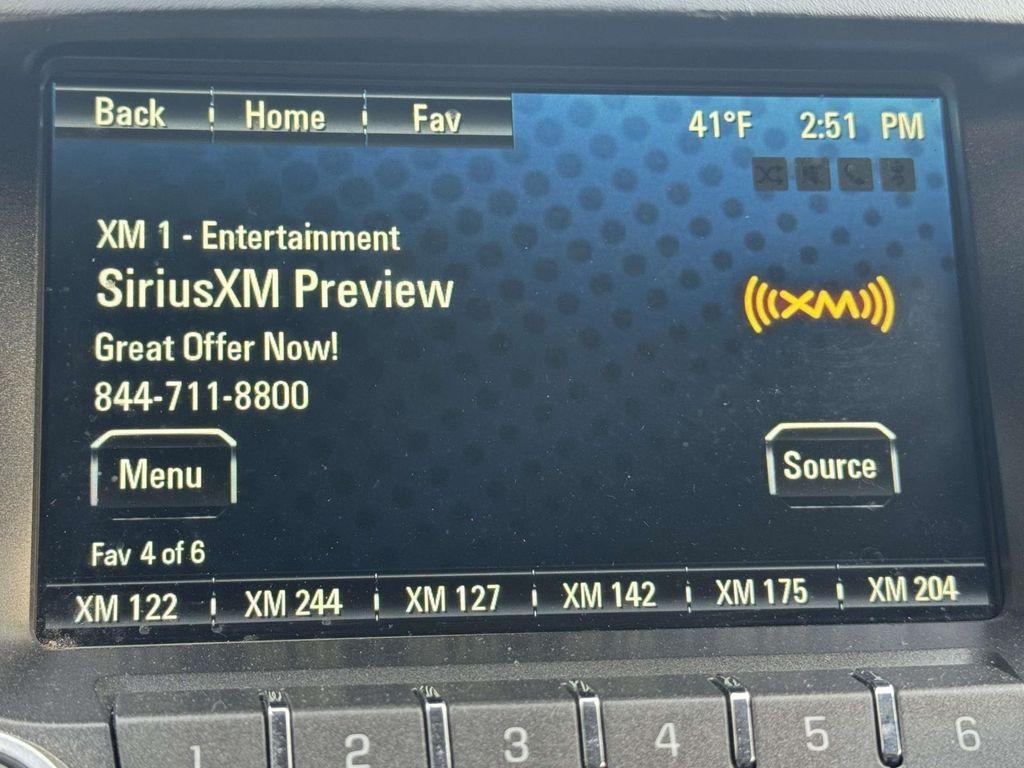 Back Home Fav 41°F 2:51 PM
XM 1 - Entertainment
SiriusXM Preview
Great Offer Now!
XM
844-711-8800
Menu Source
Fav 4 of 6
XM 122 XM 244 XM 127 XM 142 XM 175 XM 204
1 2 3 4 5 6